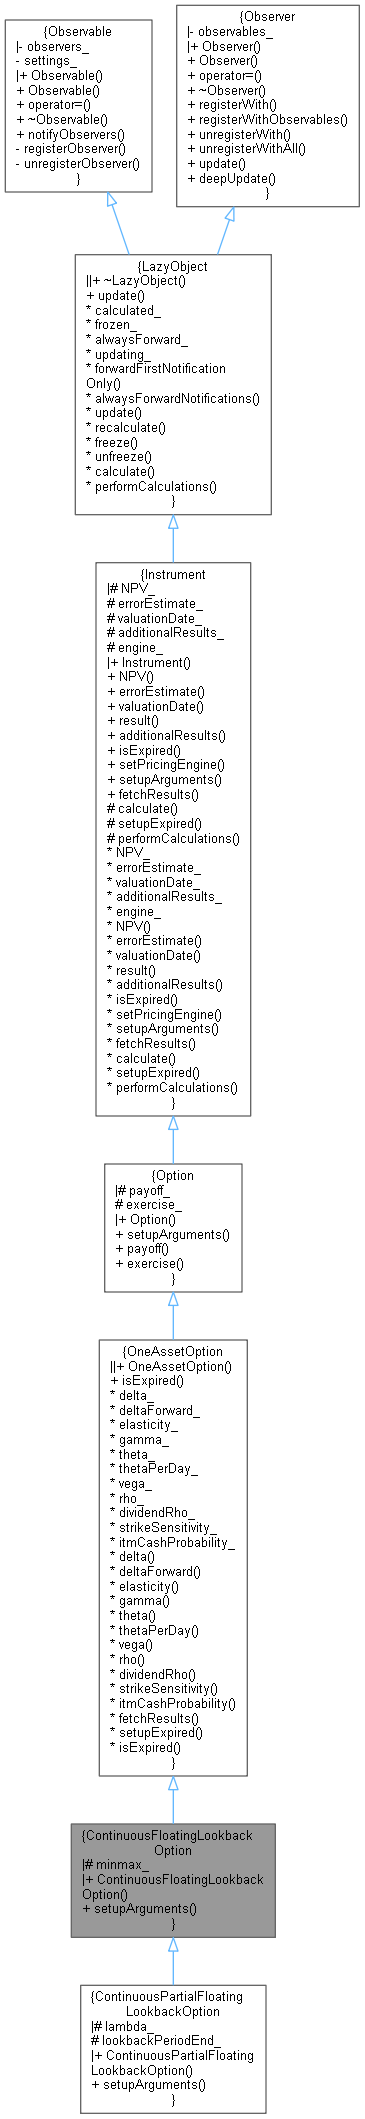 {Observable
|- observers_
- settings_
|+ Observable()
+ Observable()
+ operator=()
+ ~Observable()
+ notifyObservers()
- registerObserver()
- unregisterObserver()
}
{Observer
|- observables_
|+ Observer()
+ Observer()
+ operator=()
+ ~Observer()
+ registerWith()
+ registerWithObservables()
+ unregisterWith()
+ unregisterWithAll()
+ update()
+ deepUpdate()
}
{LazyObject
||+ ~LazyObject()
+ update()
* calculated_
* frozen_
* alwaysForward_
* updating_
* forwardFirstNotification
Only()
* alwaysForwardNotifications()
* update()
* recalculate()
* freeze()
* unfreeze()
* calculate()
* performCalculations()
}
{Instrument
|# NPV_
# errorEstimate_
# valuationDate_
# additionalResults_
# engine_
|+ Instrument()
+ NPV()
+ errorEstimate()
+ valuationDate()
+ result()
+ additionalResults()
+ isExpired()
+ setPricingEngine()
+ setupArguments()
+ fetchResults()
# calculate()
# setupExpired()
# performCalculations()
* NPV_
* errorEstimate_
* valuationDate_
* additionalResults_
* engine_
* NPV()
* errorEstimate()
* valuationDate()
* result()
* additionalResults()
* isExpired()
* setPricingEngine()
* setupArguments()
* fetchResults()
* calculate()
* setupExpired()
* performCalculations()
}
{Option
|# payoff_
# exercise_
|+ Option()
+ setupArguments()
+ payoff()
+ exercise()
}
{OneAssetOption
||+ OneAssetOption()
+ isExpired()
* delta_
* deltaForward_
* elasticity_
* gamma_
* theta_
* thetaPerDay_
* vega_
* rho_
* dividendRho_
* strikeSensitivity_
* itmCashProbability_
* delta()
* deltaForward()
* elasticity()
* gamma()
* theta()
* thetaPerDay()
* vega()
* rho()
* dividendRho()
* strikeSensitivity()
* itmCashProbability()
* fetchResults()
* setupExpired()
* isExpired()
}
{ContinuousFloatingLookback
Option
|# minmax_
|+ ContinuousFloatingLookback
Option()
+ setupArguments()
}
{ContinuousPartialFloating
LookbackOption
|# lambda_
# lookbackPeriodEnd_
|+ ContinuousPartialFloating
LookbackOption()
+ setupArguments()
}